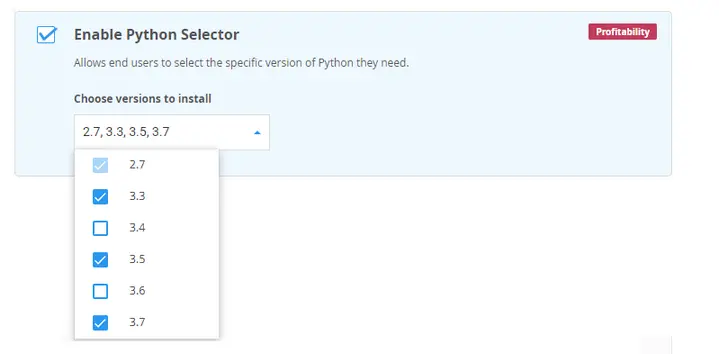 Enable Python Selector
Profitability
Allows end users to select the specific version of Python they need.
Choose versions to install
2.7, 3.3, 3.5, 3.7
2.7
3.3
3.4
3.5
3.6
3.7